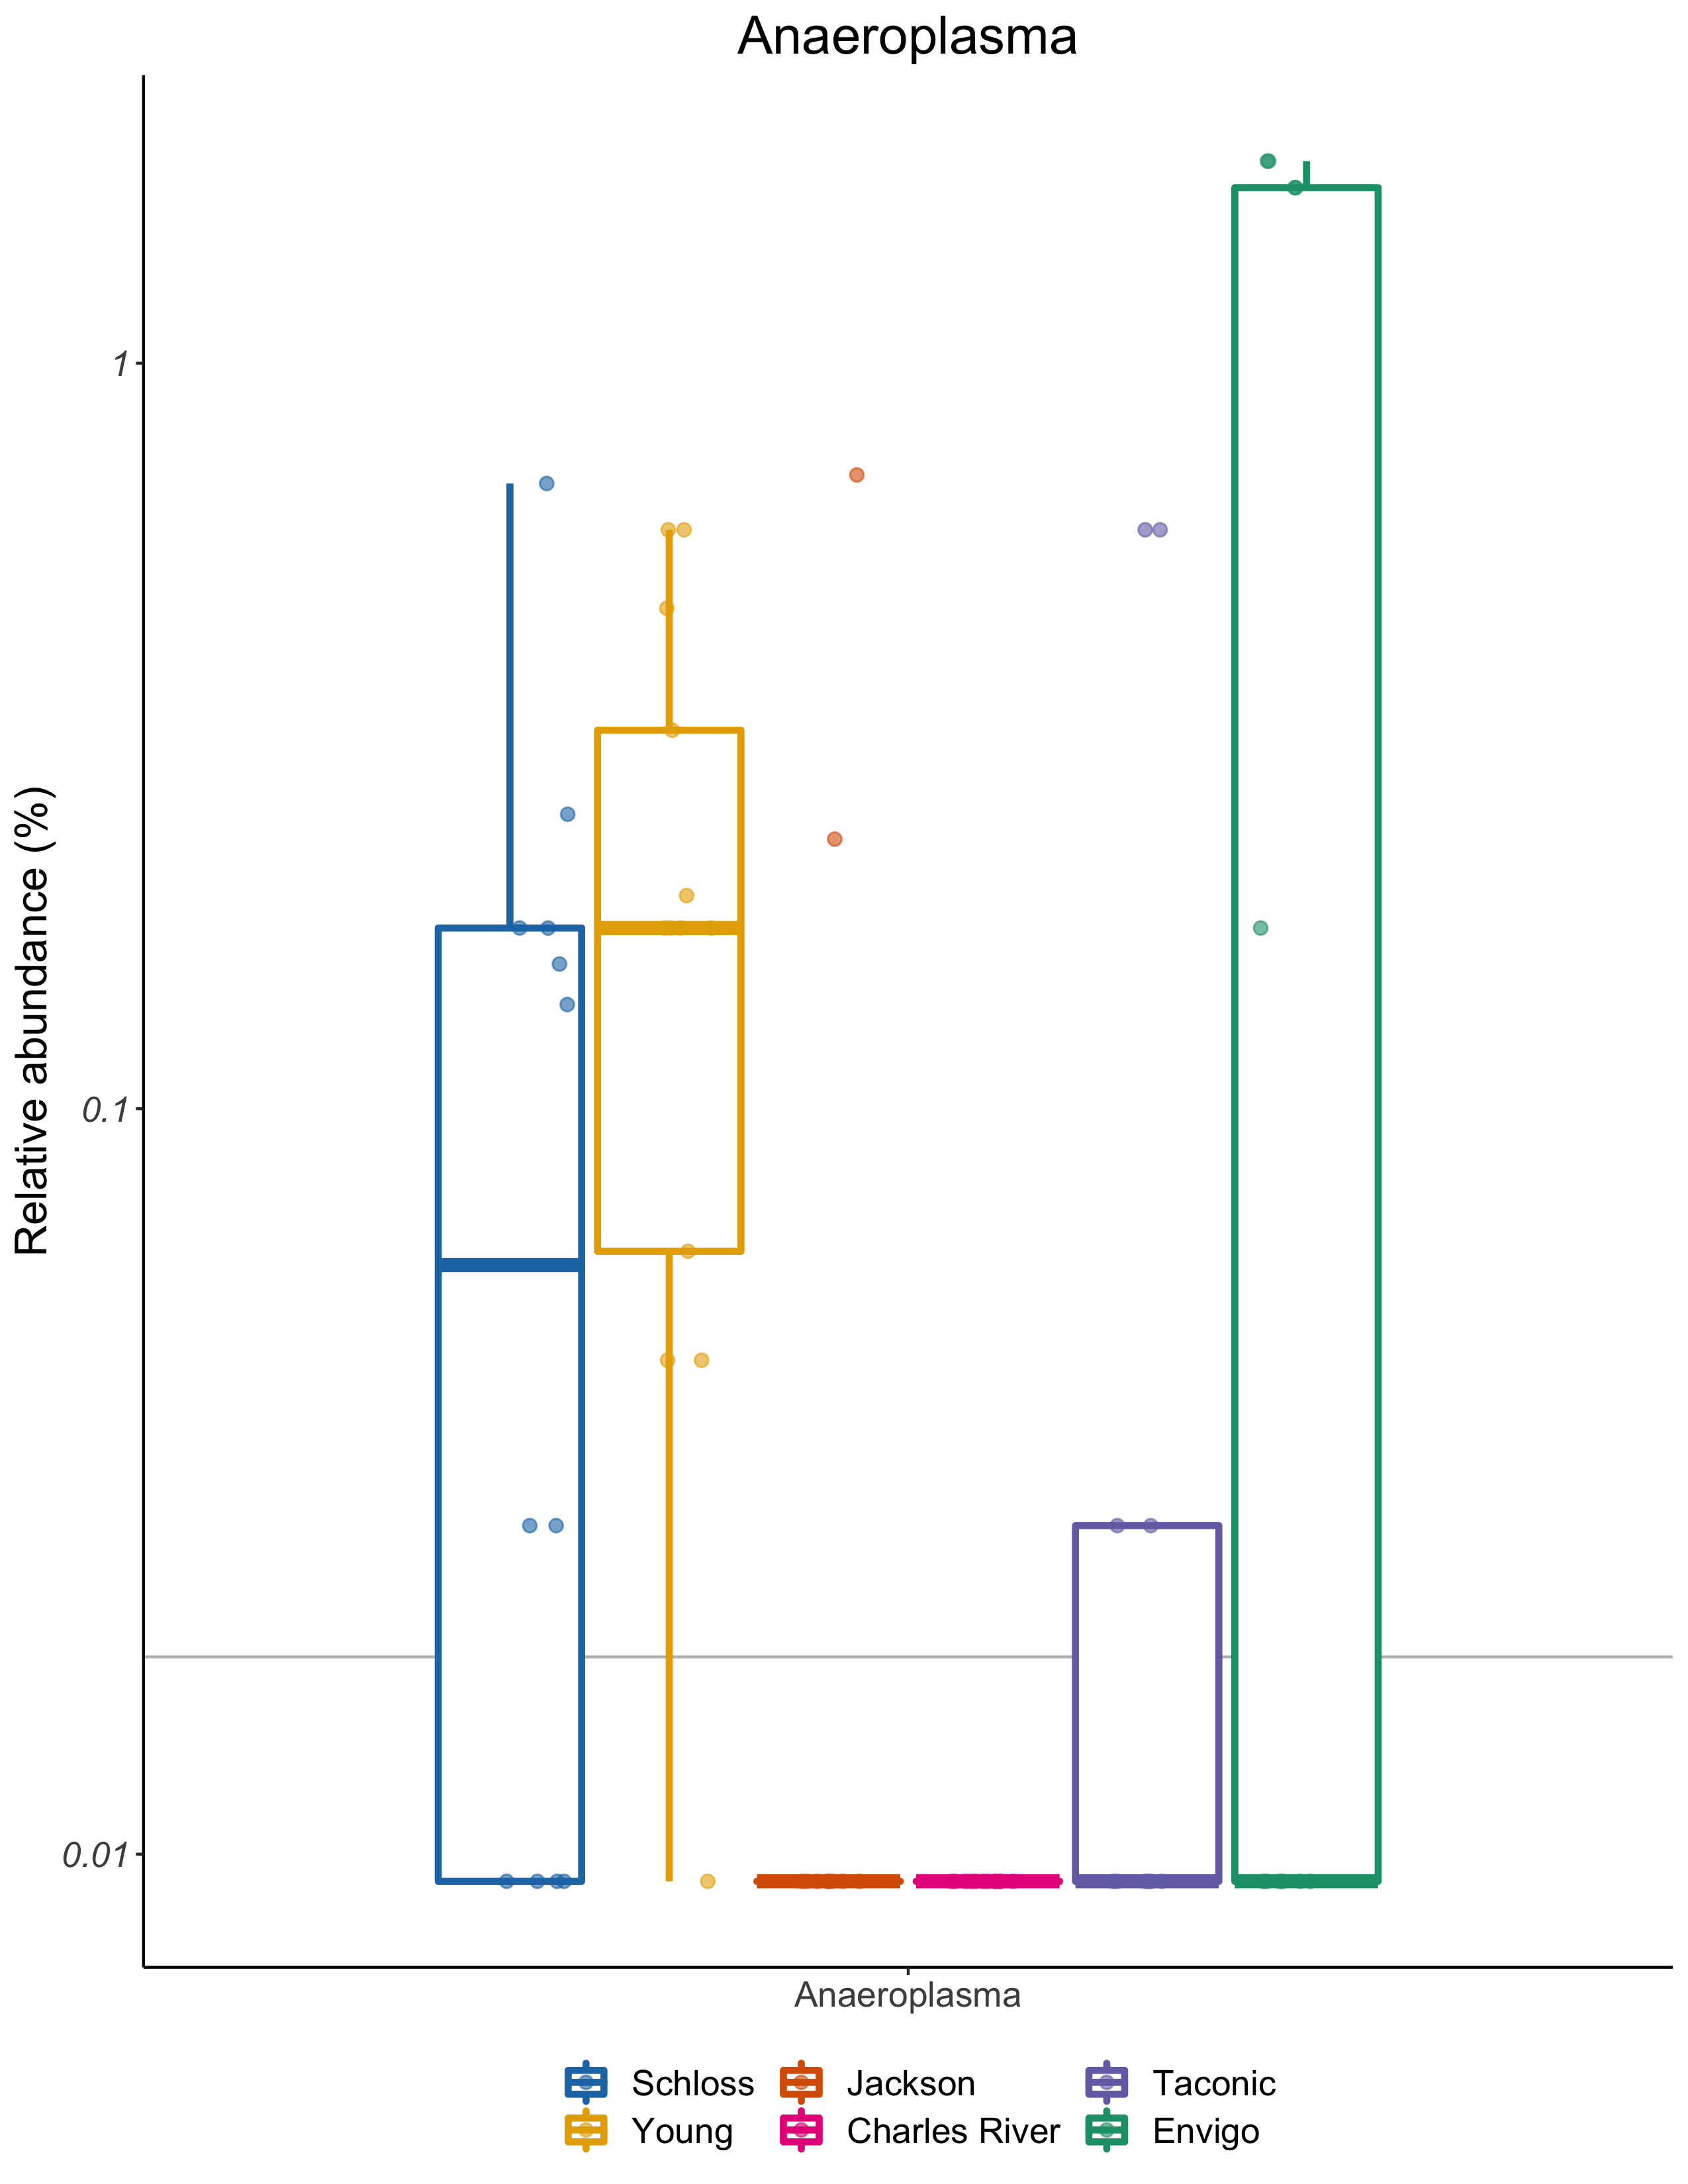 Anaeroplasma
Relative abundance (%)
1
0.1
0.01
Anaeroplasma
Schloss
Jackson
Taconic
Young
Charles River
Envigo